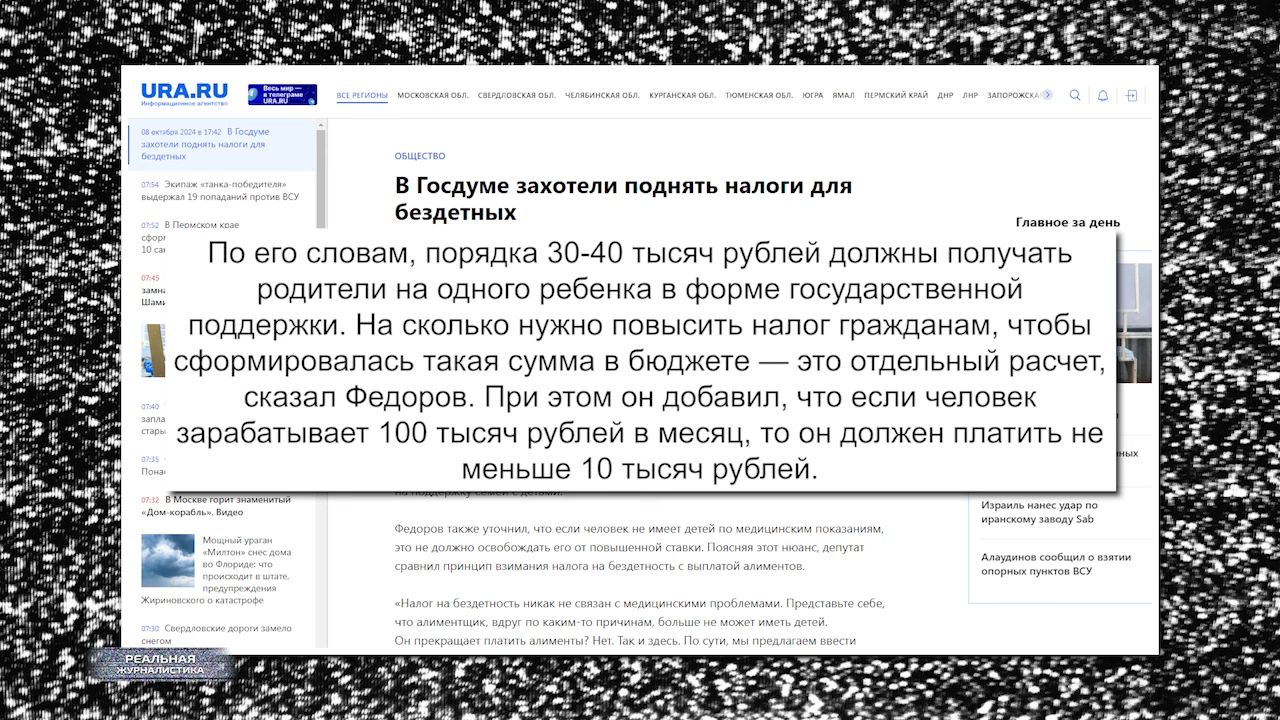 URA.RU
Информационное агентство
Весь мир —
в телеграме
URA.RU
ВСЕ РЕГИОНЫ МОСКОВСКАЯ ОБЛ. СВЕРДЛОВСКАЯ ОБЛ. ЧЕЛЯБИНСКАЯ ОБЛ. КУРГАНСКАЯ ОБЛ. ТЮМЕНСКАЯ ОБЛ. ЮГРА ЯМАЛ ПЕРМСКИЙ КРАЙ ДНР ЛНР ЗАПОРОЖСКА
08 октября 2024 в 17:42 В Госдуме
захотели поднять налоги для
бездетных
07:54 Экипаж «танка-победителя»
выдержал 19 попаданий против ВСУ
07:52 В Пермском крае
10
07:45
07:40
07:35
07:32 В Москве горит знаменитый
«Дом-корабль». Видео
Мощный ураган
«Милтон» снес дома
во Флориде: что
происходит в штате,
предупреждения
Жириновского о катастрофе
07:30 Свердловские дороги замело
снегом
ОБЩЕСТВО
В Госдуме захотели поднять налоги для
бездетных
Главное за день
По его словам, порядка 30-40 тысяч рублей должны получать
родители на одного ребенка в форме государственной
поддержки. На сколько нужно повысить налог гражданам, чтобы
сформировалась такая сумма в бюджете — это отдельный расчет,
сказал Федоров. При этом он добавил, что если человек
зарабатывает 100 тысяч рублей в месяц, то он должен платить не
меньше 10 тысяч рублей.
Федоров также уточнил, что если человек не имеет детей по медицинским показаниям,
это не должно освобождать его от повышенной ставки. Поясняя этот нюанс, депутат
сравнил принцип взимания налога на бездетность с выплатой алиментов.
«Налог на бездетность никак не связан с медицинскими проблемами. Представьте себе,
что алиментщик, вдруг по каким-то причинам, больше не может иметь детей.
Он прекращает платить алименты? Нет. Так и здесь. По сути, мы предлагаем ввести
Израиль нанес удар по
иранскому заводу Sab
Алаудинов сообщил о взятии
опорных пунктов ВСУ
РЕАЛЬНАЯ
ЖУРНАЛИСТИКА